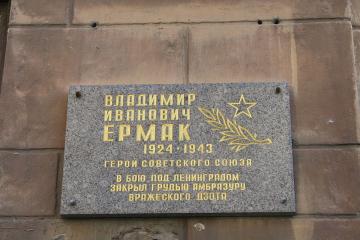 ВЛАДИМИР
ИВАНОВИЧ
ЕРМАК
1924-1943
ГЕРОЙ СОВЕТСКОГО СОЮЗА
В БОЮ ПОД ЛЕНИНГРАДОМ
ЗАКРЫЛ ГРУДЬЮ АМБРАЗУРУ
ВРАЖЕСКОГО ДЗОТА